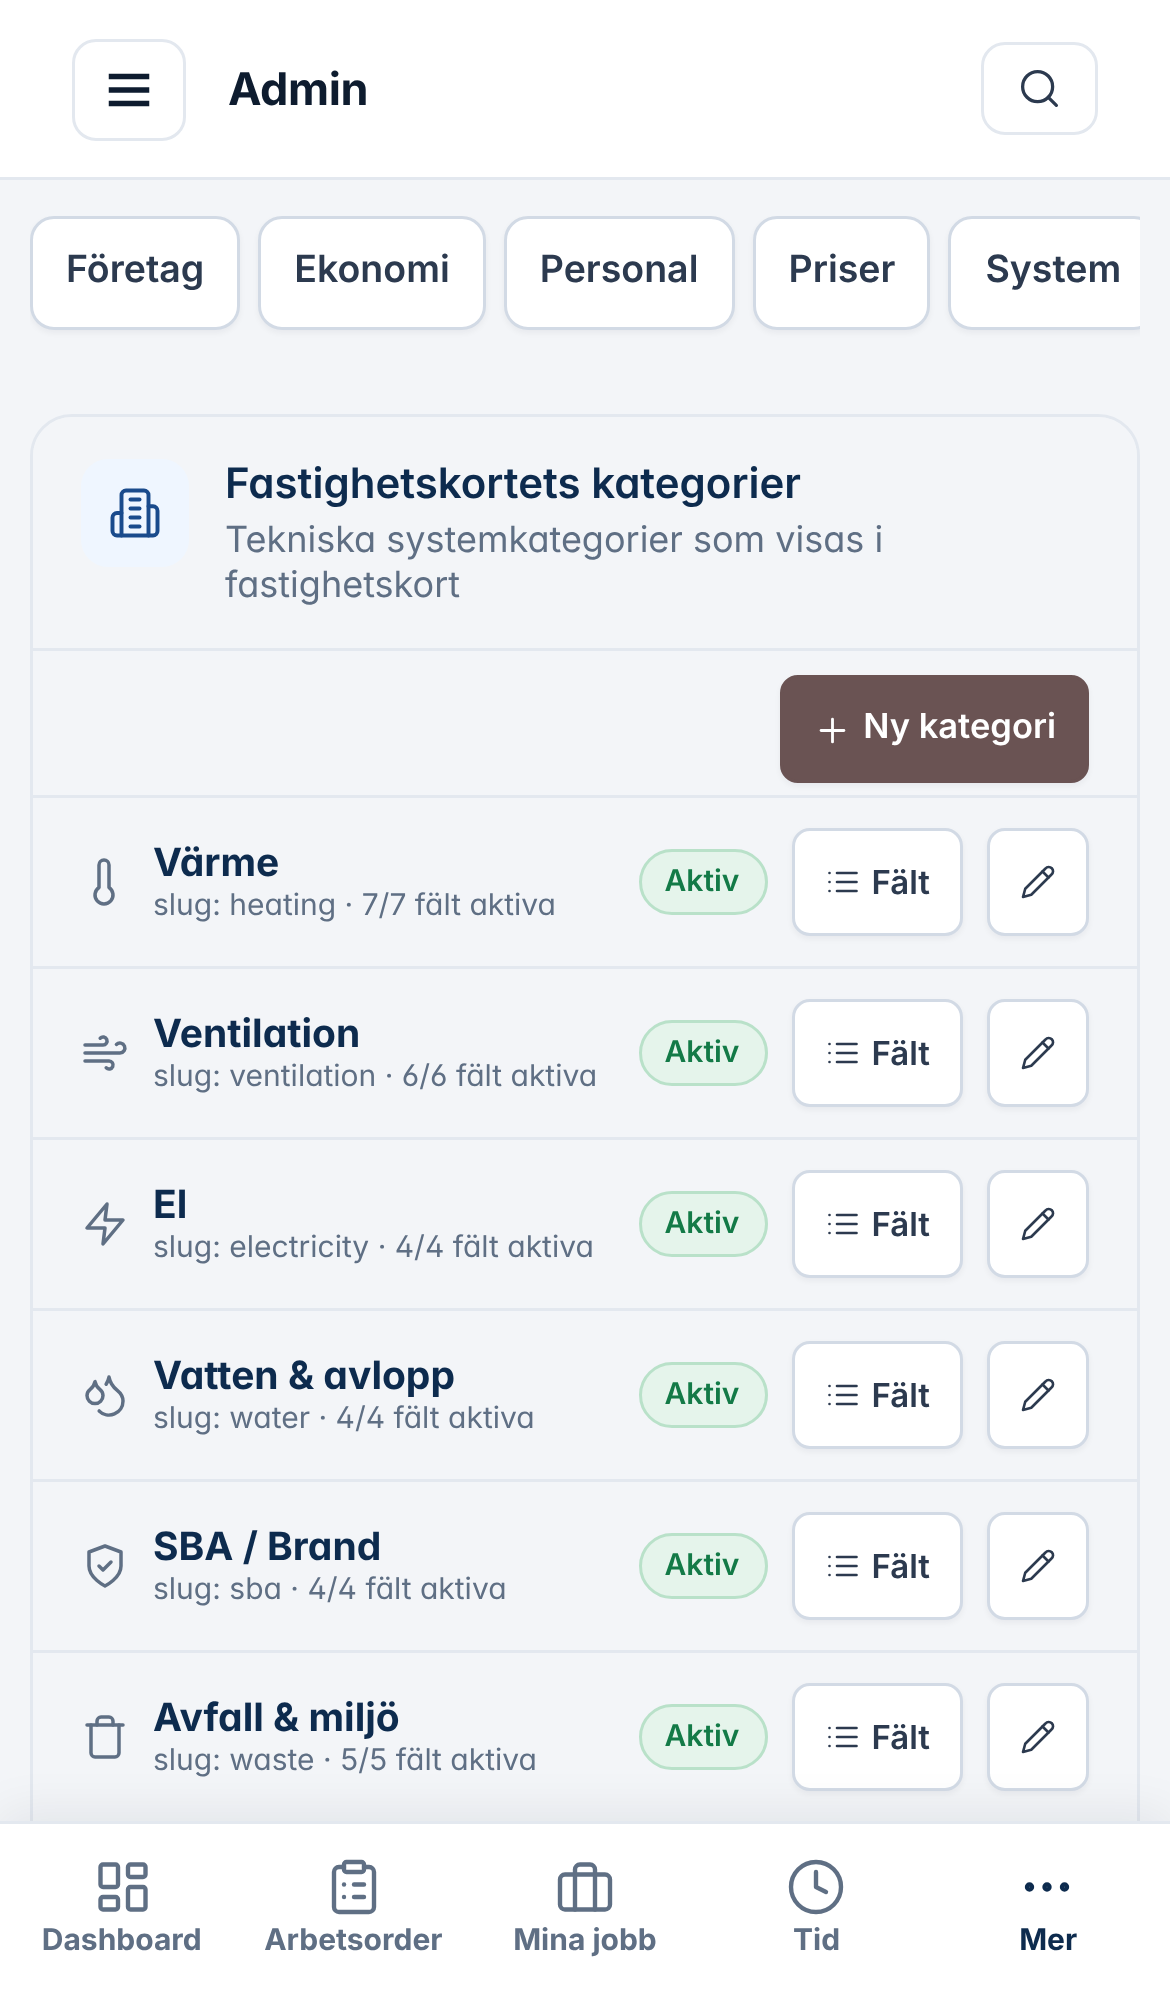 Admin
Företag Ekonomi Personal Priser System
Fastighetskortets kategorier
Tekniska systemkategorier som visas i
fastighetskort
+ Ny kategori
Värme
slug: heating · 7/7 fält aktiva
Aktiv Fält
Ventilation
slug: ventilation · 6/6 fält aktiva
Aktiv Fält
El
slug: electricity · 4/4 fält aktiva
Aktiv Fält
Vatten & avlopp
slug: water · 4/4 fält aktiva
Aktiv Fält
SBA / Brand
slug: sba · 4/4 fält aktiva
Aktiv Fält
Avfall & miljö
slug: waste · 5/5 fält aktiva
Aktiv Fält
Dashboard Arbetsorder Mina jobb Tid Mer